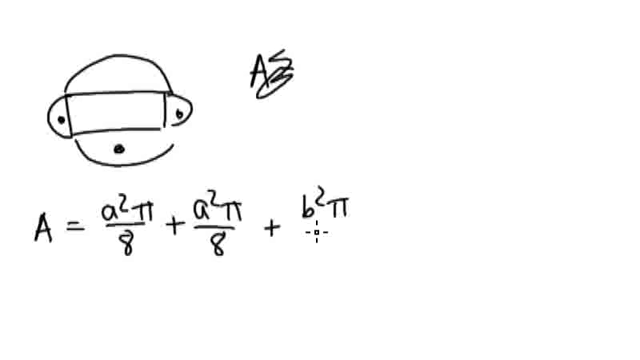 A
A = a²π/8 + a²π/8 + b²π